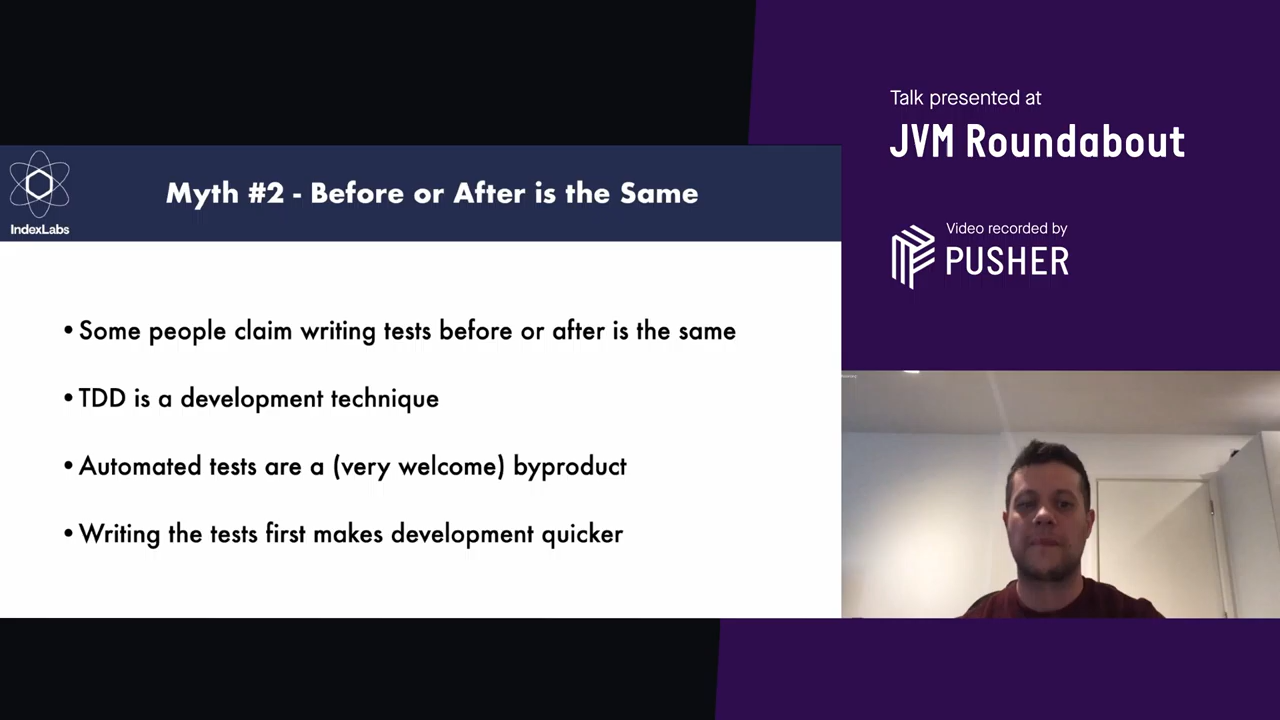 Talk presented at
JVM Roundabout
Video recorded by
PUSHER
IndexLabs
Myth #2 - Before or After is the Same
•Some people claim writing tests before or after is the same
•TDD is a development technique
•Automated tests are a (very welcome) byproduct
•Writing the tests first makes development quicker